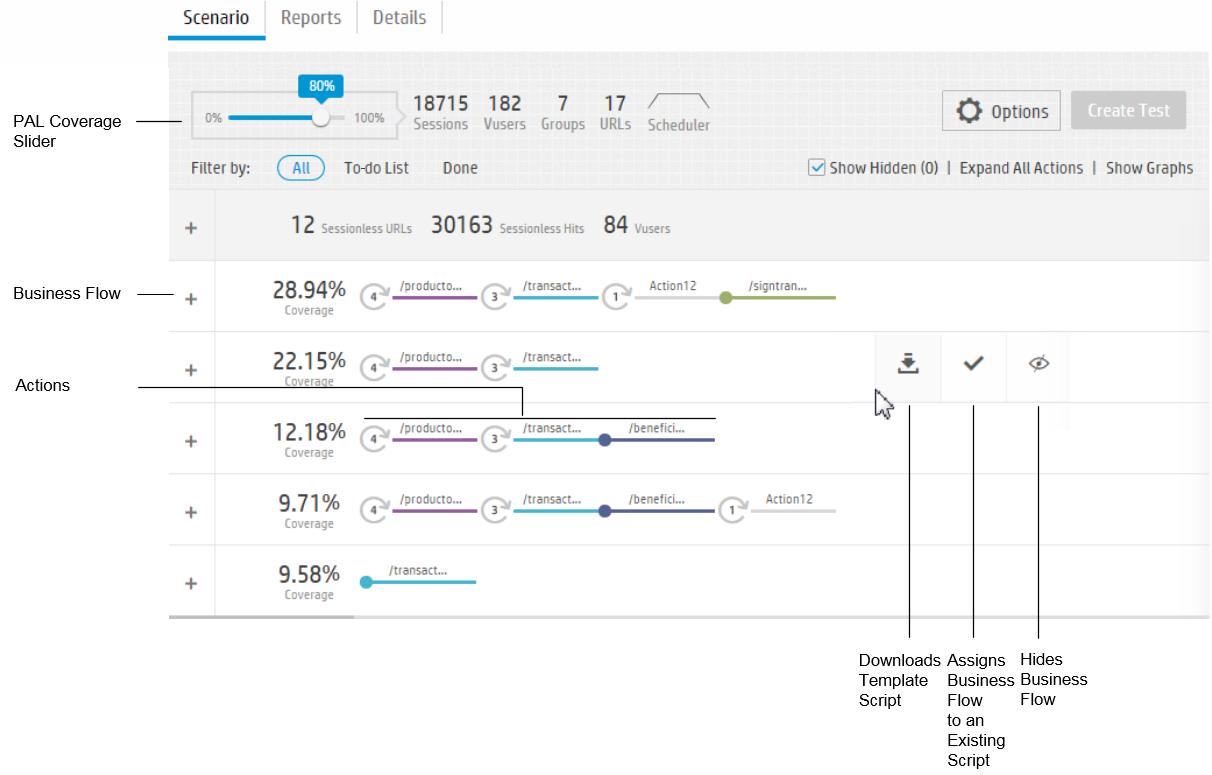 Scenario
Reports
Details
PAL Coverage
Slider
80%
0%
100%
18715
Sessions
182
Vusers
7
Groups
17
URLs
Scheduler
Options
Create Test
Filter by:
All
To-do List
Done
Show Hidden (0) | Expand All Actions | Show Graphs
+
12 Sessionless URLs
30163 Sessionless Hits
84 Vusers
Business Flow
+
28.94%
Coverage
4
/producto...
3
/transact...
1
Action12
/signtran...
+
22.15%
Coverage
4
/producto...
3
/transact...
Actions
+
12.18%
Coverage
4
/producto...
3
/transact...
/benefici...
+
9.71%
Coverage
4
/producto...
3
/transact...
/benefici...
1
Action12
+
9.58%
Coverage
/transact...
Downloads
Template
Script
Assigns
Business
Flow
to an
Existing
Script
Hides
Business
Flow